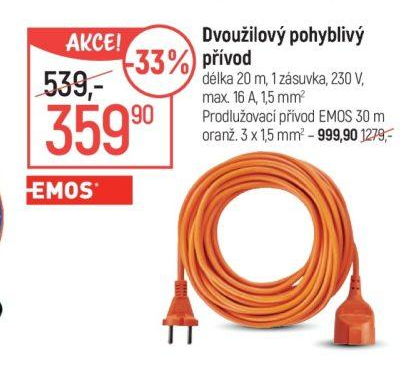 AKCE!
-33%
539,-
359 90
EMOS
Dvoužilový pohyblivý
přívod
délka 20 m, 1 zásuvka, 230 V,
max. 16 A, 1,5 mm²
Prodlužovací přívod EMOS 30 m
oranž. 3 x 1,5 mm² – 999,90 1279,-